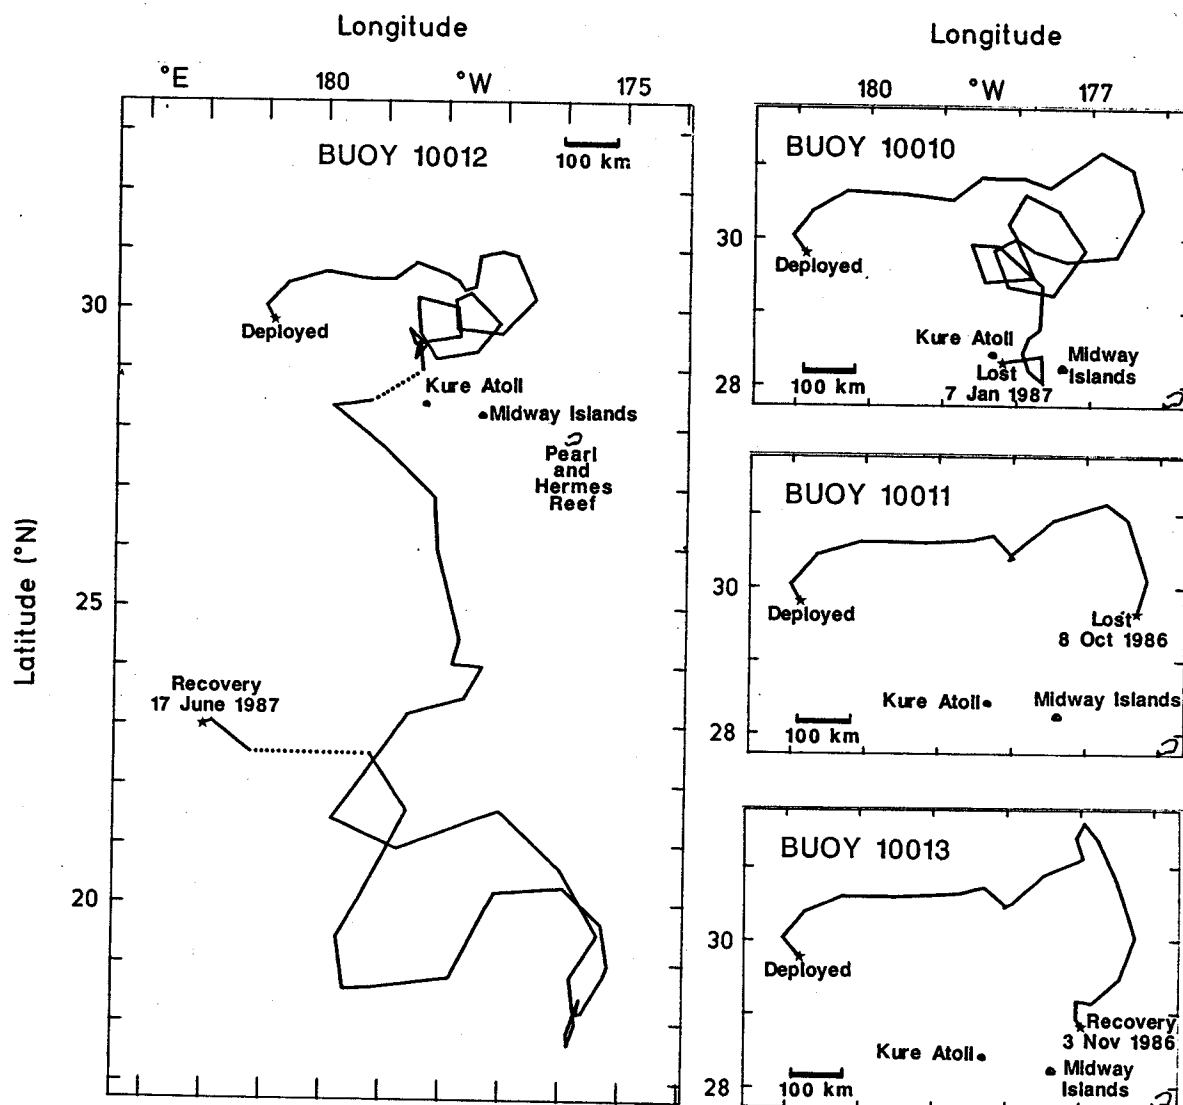 Longitude
°E 180 °W 175
BUOY 10012
100 km
30
Deployed
Kure Atoll
Midway Islands
Pearl
and
Hermes
Reef
Latitude (°N)
25
Recovery
17 June 1987
20
Longitude
180 °W 177
BUOY 10010
30
Deployed
Kure Atoll
Midway
Islands
Lost
7 Jan 1987
100 km
28
BUOY 10011
30
Deployed
Lost
8 Oct 1986
Kure Atoll
Midway Islands
100 km
28
BUOY 10013
30
Deployed
Recovery
3 Nov 1986
Kure Atoll
Midway
Islands
100 km
28